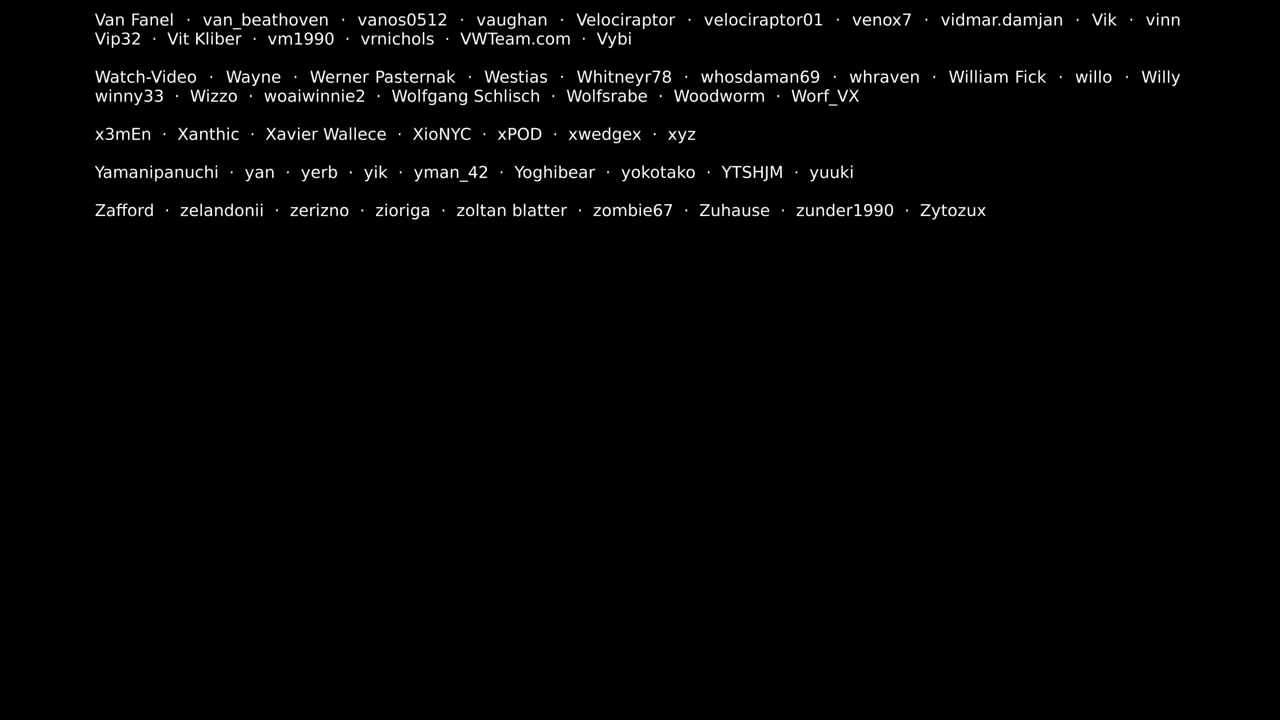 Van Fanel · van_beathoven · vanos0512 · vaughan · Velociraptor · velociraptor01 · venox7 · vidmar.damjan · Vik · vinn
Vip32 · Vit Kliber · vm1990 · vrnichols · VWTeam.com · Vybi
Watch-Video · Wayne · Werner Pasternak · Westias · Whitneyr78 · whosdaman69 · whraven · William Fick · willo · Willy
winny33 · Wizzo · woaiwinnie2 · Wolfgang Schlisch · Wolfsrabe · Woodworm · Worf_VX
x3mEn · Xanthic · Xavier Wallece · XioNYC · xPOD · xwedgex · xyz
Yamanipanuchi · yan · yerb · yik · yman_42 · Yoghibear · yokotako · YTSHJM · yuuki
Zafford · zelandonii · zerizno · zioriga · zoltan blatter · zombie67 · Zuhause · zunder1990 · Zytozux